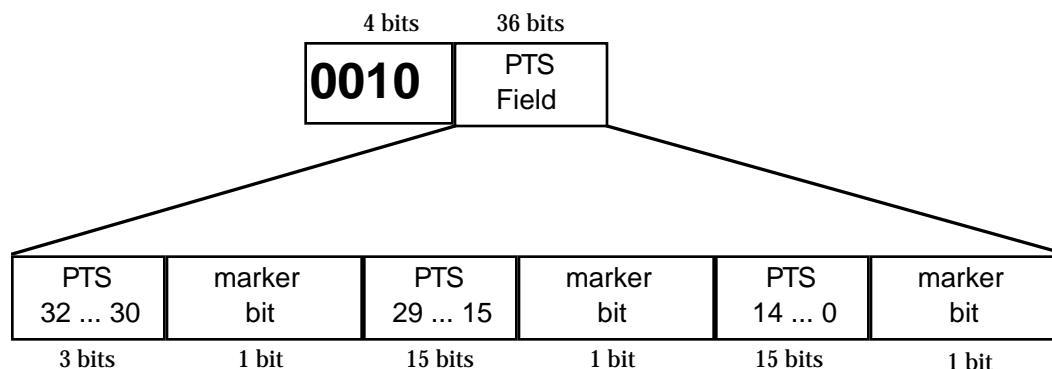 4 bits 36 bits
0010 PTS
Field
PTS marker PTS marker PTS marker
32 ... 30 bit 29 ... 15 bit 14 ... 0 bit
3 bits 1 bit 15 bits 1 bit 15 bits 1 bit